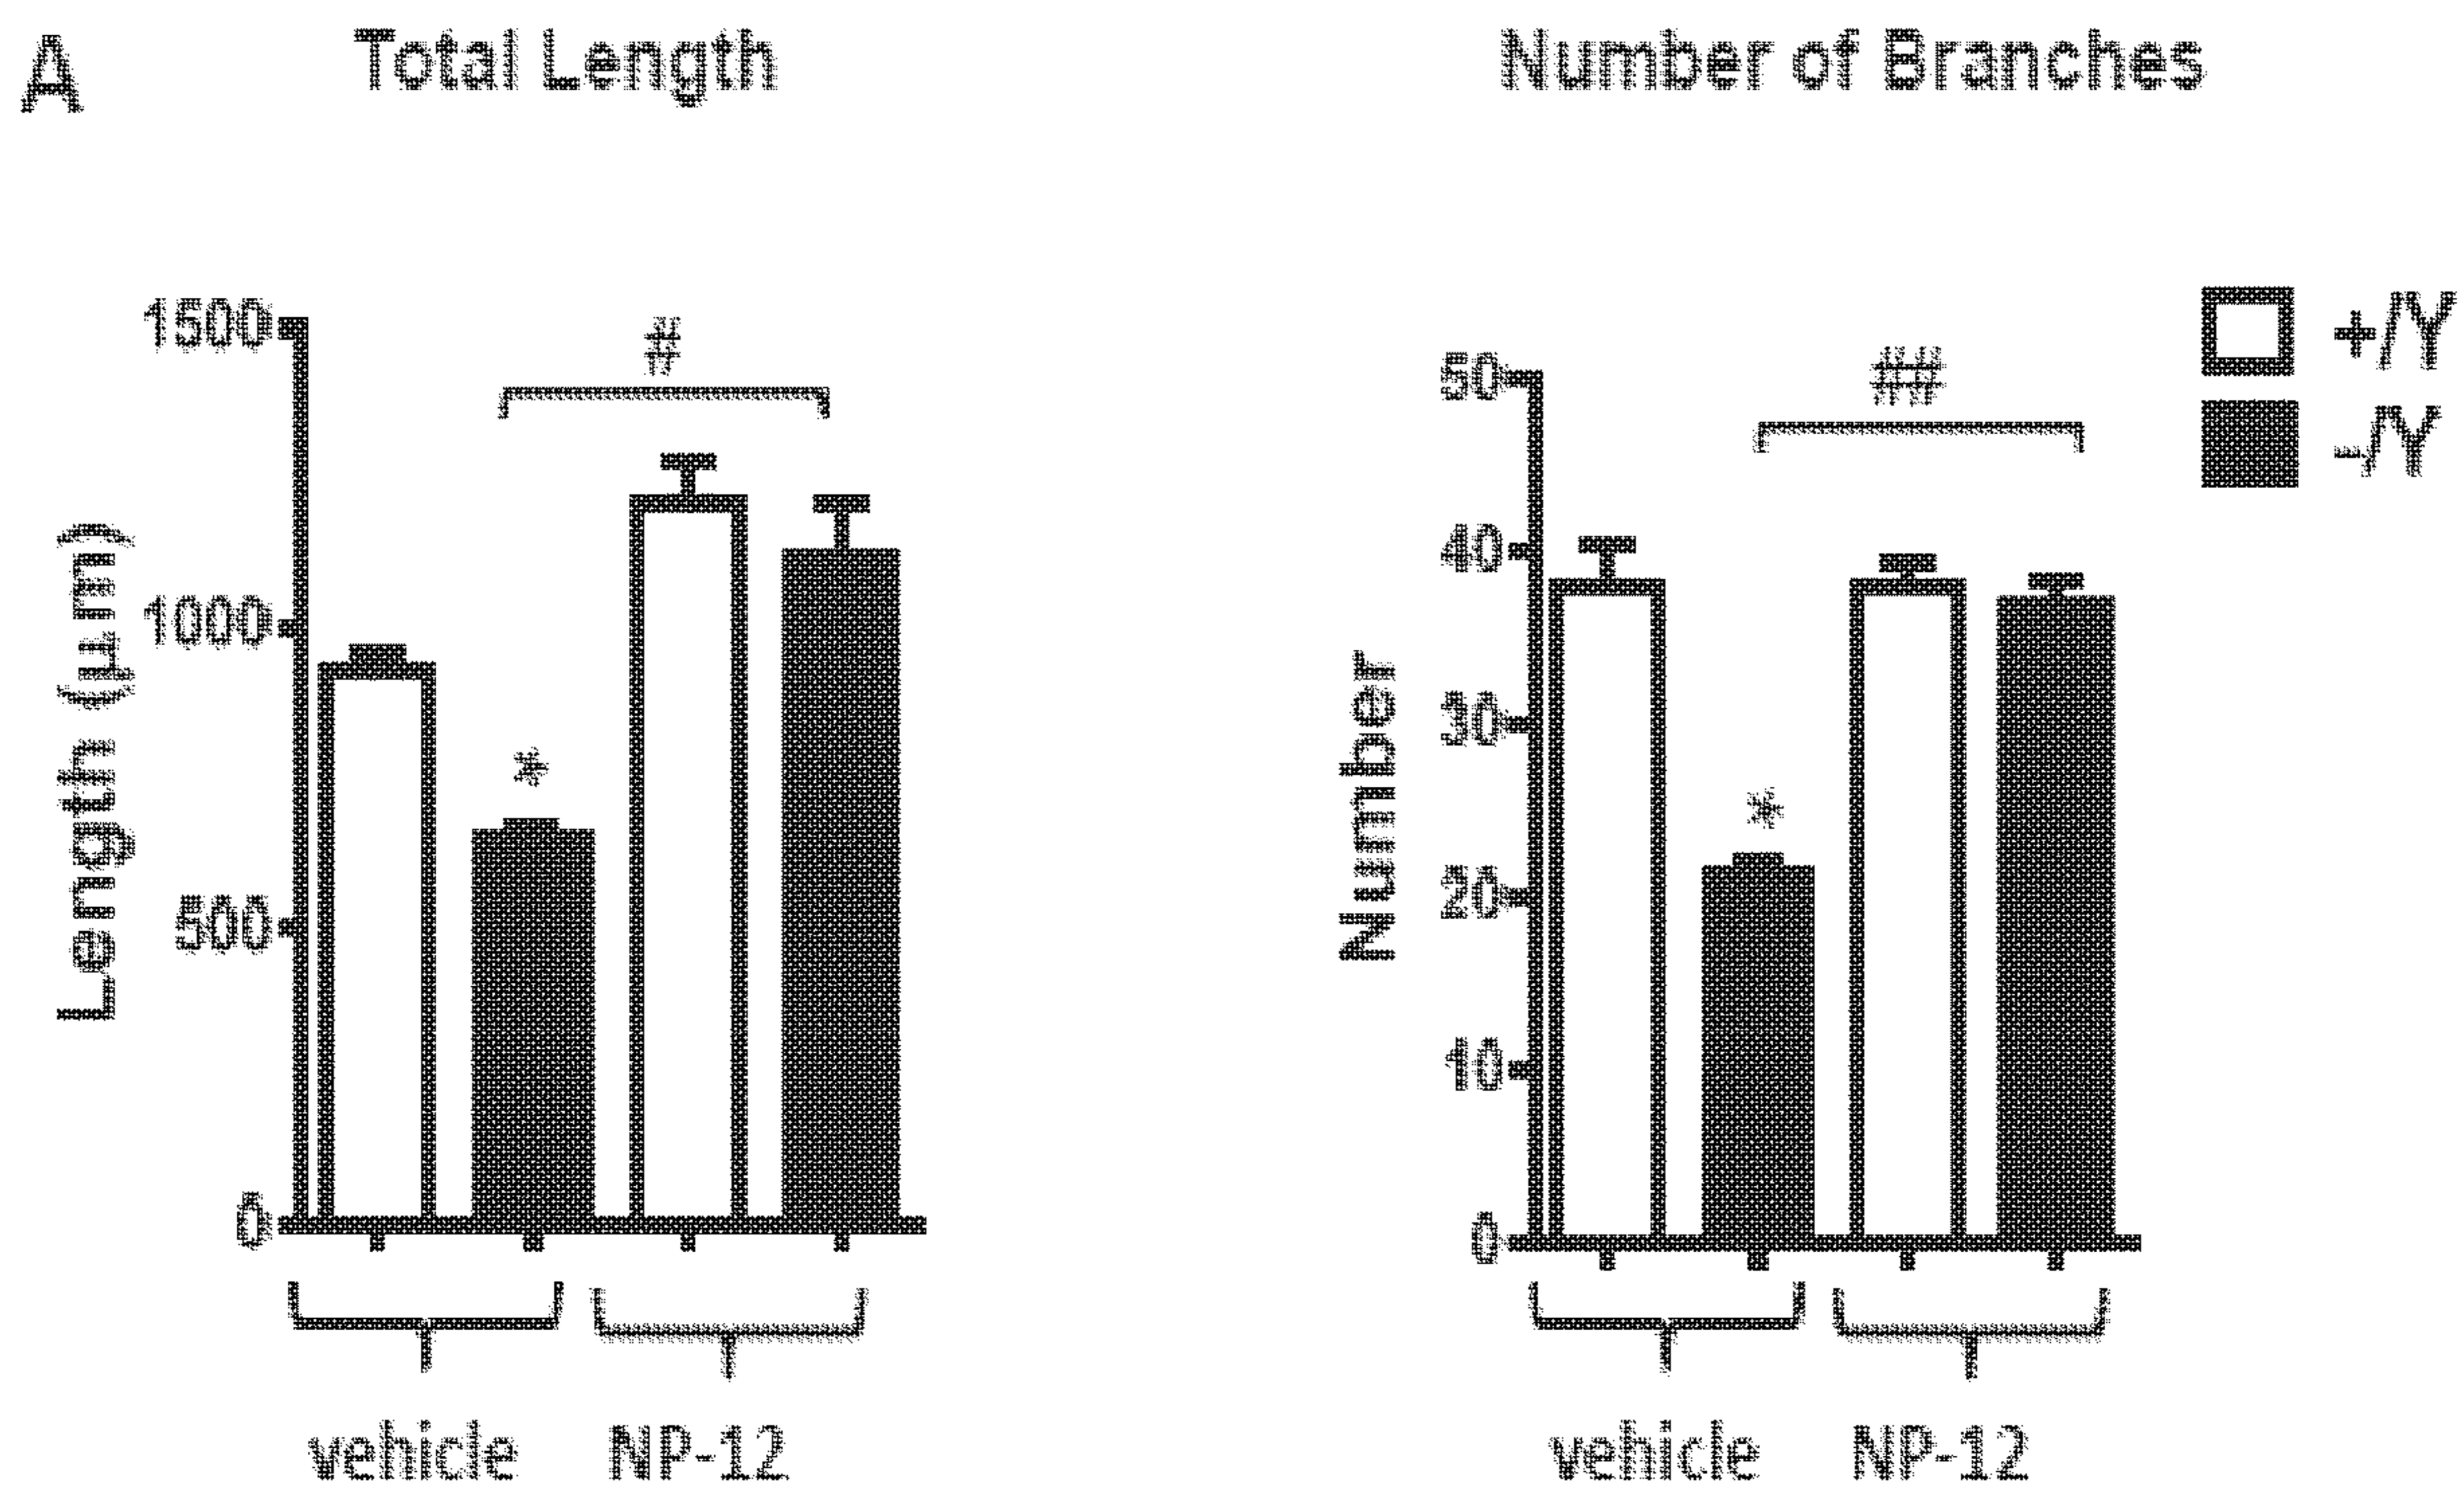 A
Total Length
Length (µm)
1500
1000
500
0
#
*
vehicle
NP-12
Number of Branches
Number
50
40
30
20
10
0
##
*
vehicle
NP-12
+/Y
-/Y